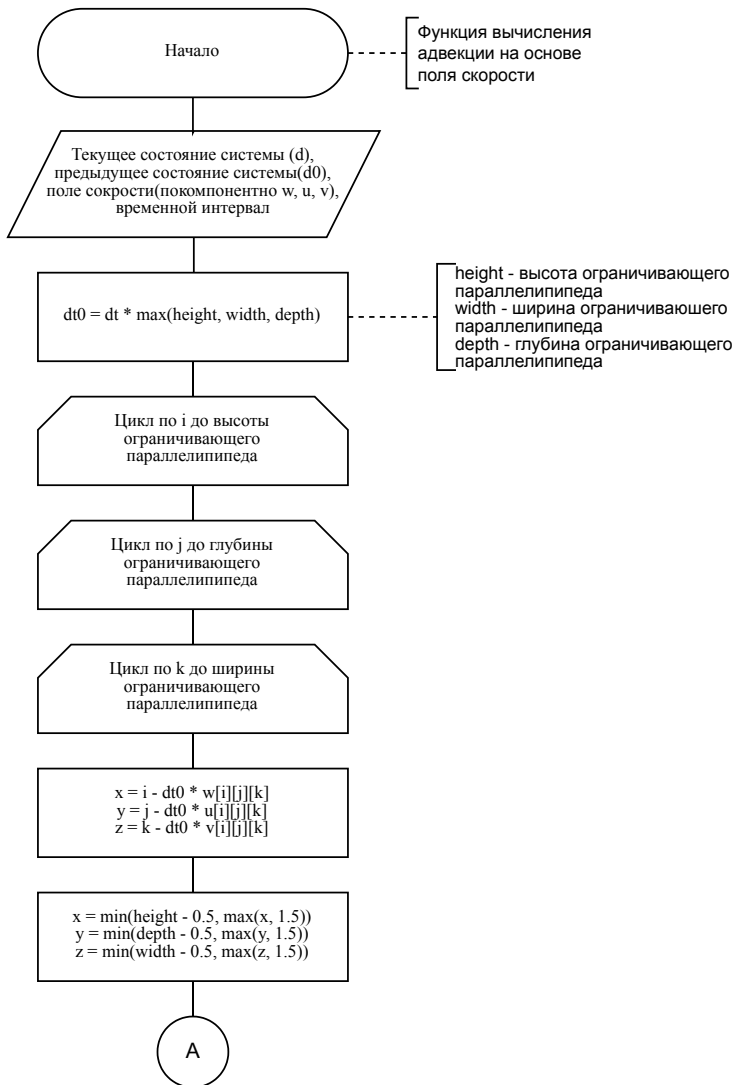 Начало
Функция вычисления
адвекции на основе
поля скорости
Текущее состояние системы (d),
предыдущее состояние системы(d0),
поле сокрости(покомпонентно w, u, v),
временной интервал
dt0 = dt * max(height, width, depth)
height - высота ограничивающего
параллелипипеда
width - ширина ограничиваюшего
параллелипипеда
depth - глубина ограничивающего
параллелипипеда
Цикл по i до высоты
ограничивающего
параллелипипеда
Цикл по j до глубины
ограничивающего
параллелипипеда
Цикл по k до ширины
ограничивающего
параллелипипеда
x = i - dt0 * w[i][j][k]
y = j - dt0 * u[i][j][k]
z = k - dt0 * v[i][j][k]
x = min(height - 0.5, max(x, 1.5))
y = min(depth - 0.5, max(y, 1.5))
z = min(width - 0.5, max(z, 1.5))
A